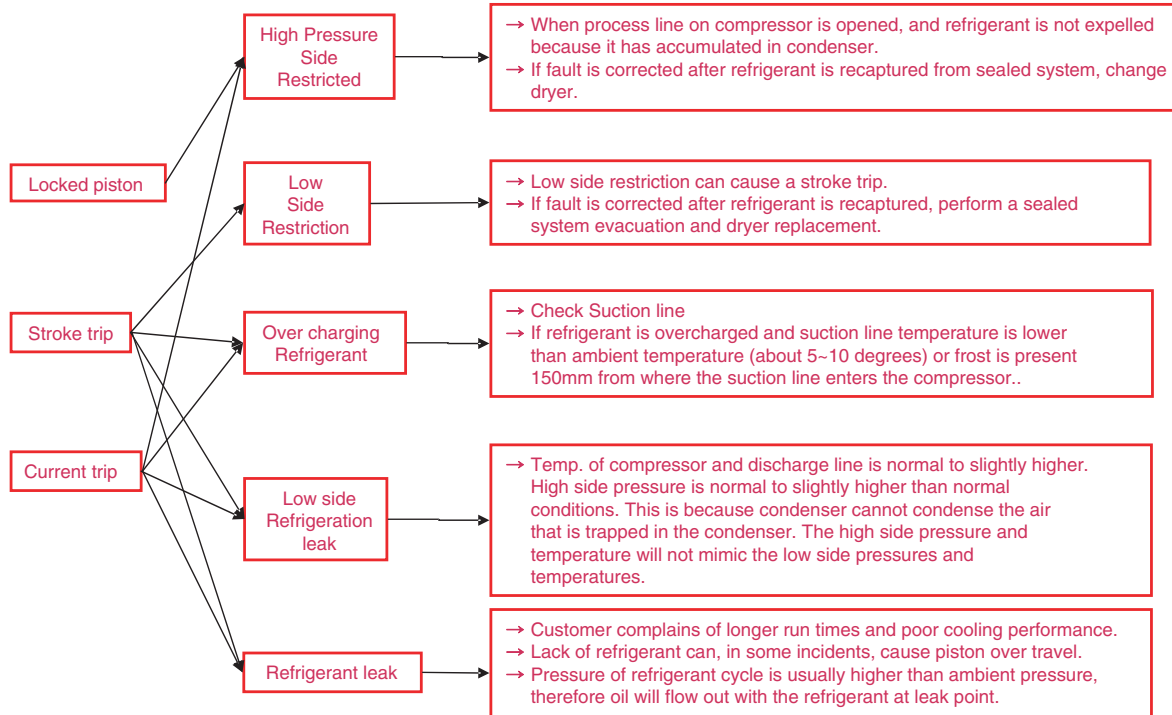 High Pressure
Side
Restricted
→ When process line on compressor is opened, and refrigerant is not expelled
because it has accumulated in condenser.
→ If fault is corrected after refrigerant is recaptured from sealed system, change
dryer.
Locked piston
Low
Side
Restriction
→ Low side restriction can cause a stroke trip.
→ If fault is corrected after refrigerant is recaptured, perform a sealed
system evacuation and dryer replacement.
Stroke trip
Over charging
Refrigerant
→ Check Suction line
→ If refrigerant is overcharged and suction line temperature is lower
than ambient temperature (about 5~10 degrees) or frost is present
150mm from where the suction line enters the compressor..
Current trip
Low side
Refrigeration
leak
→ Temp. of compressor and discharge line is normal to slightly higher.
High side pressure is normal to slightly higher than normal
conditions. This is because condenser cannot condense the air
that is trapped in the condenser. The high side pressure and
temperature will not mimic the low side pressures and
temperatures.
Refrigerant leak
→ Customer complains of longer run times and poor cooling performance.
→ Lack of refrigerant can, in some incidents, cause piston over travel.
→ Pressure of refrigerant cycle is usually higher than ambient pressure,
therefore oil will flow out with the refrigerant at leak point.